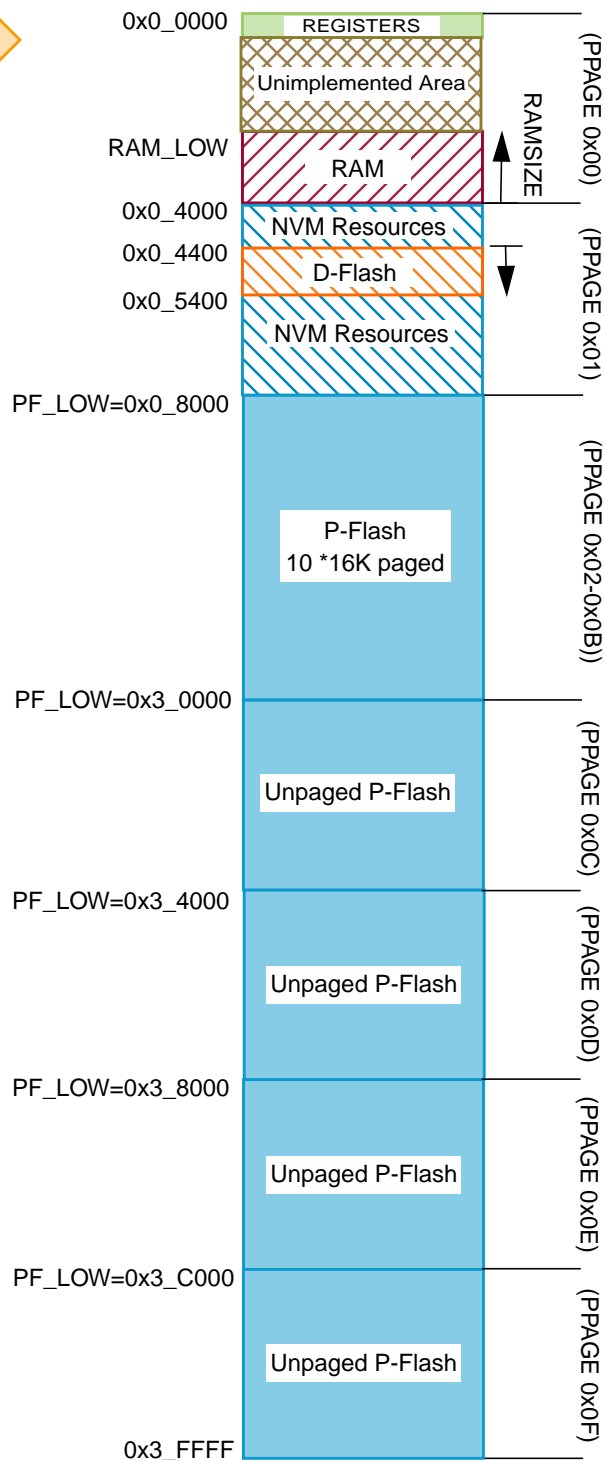 0x0_0000
REGISTERS
(PPAGE 0x00)
Unimplemented Area
RAMSIZE
RAM_LOW
RAM
0x0_4000
NVM Resources
(PPAGE 0x01)
0x0_4400
D-Flash
0x0_5400
NVM Resources
PF_LOW=0x0_8000
(PPAGE 0x02-0x0B))
P-Flash
10 *16K paged
PF_LOW=0x3_0000
(PPAGE 0x0C)
Unpaged P-Flash
PF_LOW=0x3_4000
(PPAGE 0x0D)
Unpaged P-Flash
PF_LOW=0x3_8000
(PPAGE 0x0E)
Unpaged P-Flash
PF_LOW=0x3_C000
(PPAGE 0x0F)
Unpaged P-Flash
0x3_FFFF